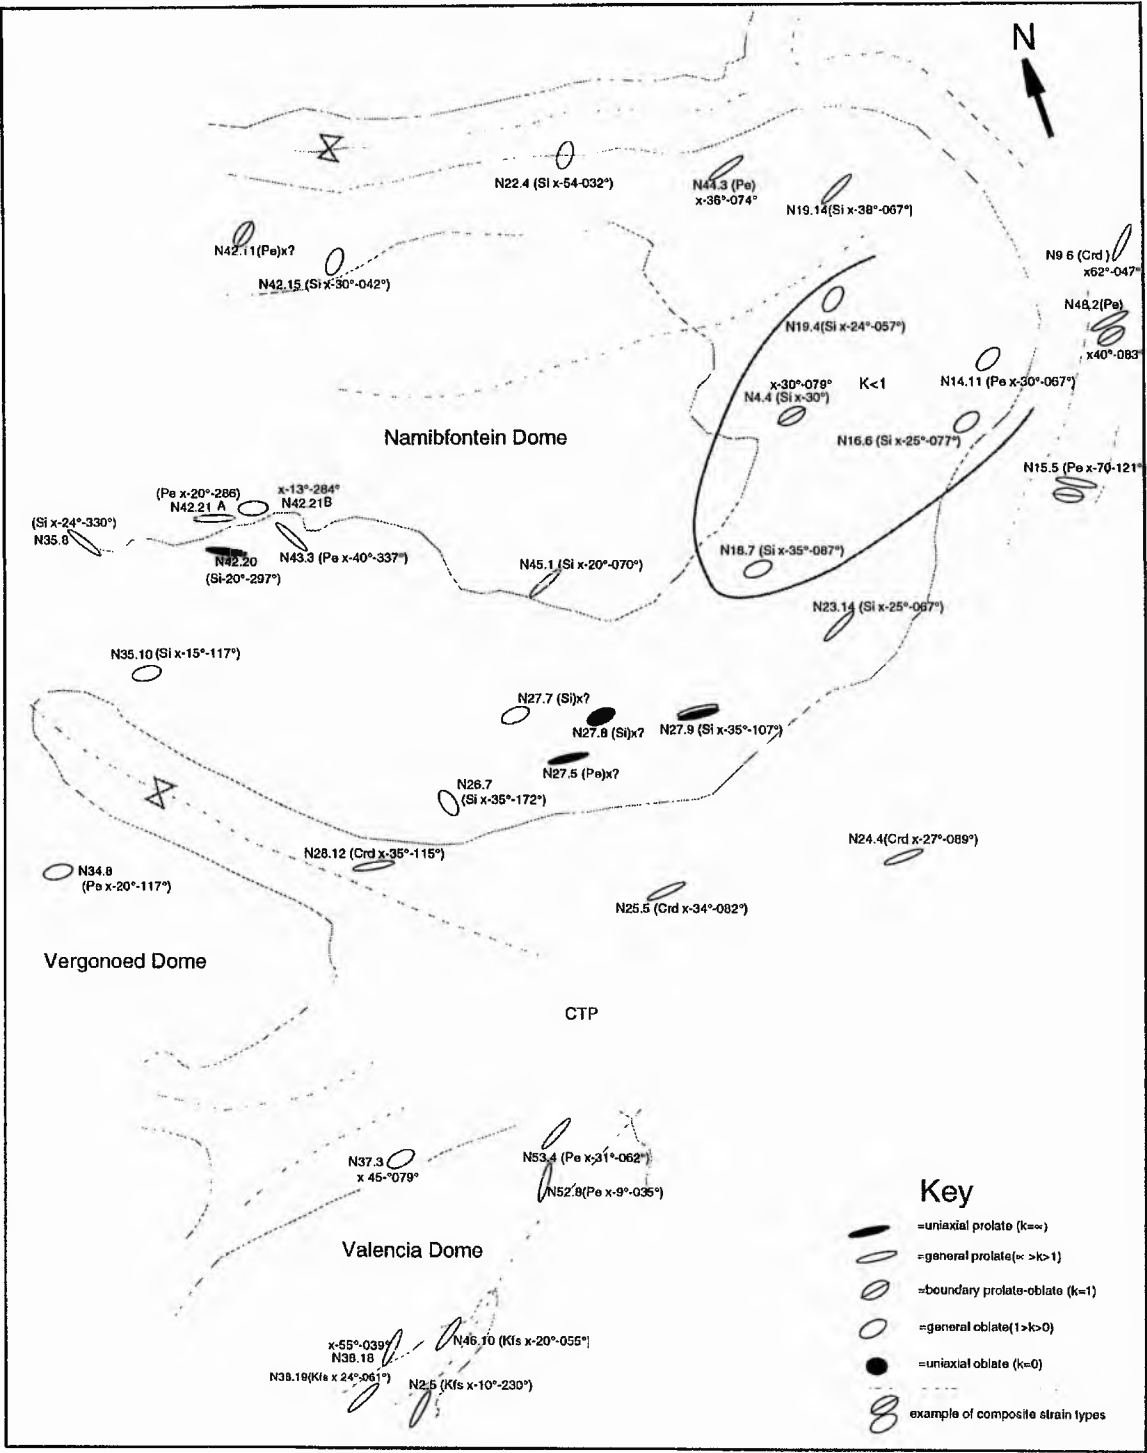 N
N22.4 (Si x-54-032°)
N44.3 (Pe)
x-36°-074°
N19.14(Si x-38°-067°)
N42.11(Pe)x?
N42.15 (Si x-30°-042°)
N9 6 (Crd )
x62°-047°
N48.2(Pe)
x40°-083°
N19.4(Si x-24°-057°)
x-30°-079°
K<1
N4.4 (Si x-30°)
N14.11 (Pe x-30°-067°)
N16.6 (Si x-25°-077°)
Namibfontein Dome
N15.5 (Pe x-70-121°
(Pe x-20°-286)
N42.21 A
x-13°-284°
N42.21B
(Si x-24°-330°)
N35.8
N42.20
(Si-20°-297°)
N43.3 (Pe x-40°-337°)
N45.1 (Si x-20°-070°)
N18.7 (Si x-35°-087°)
N23.14 (Si x-25°-067°)
N35.10 (Si x-15°-117°)
N27.7 (Si)x?
N27.8 (Si)x?
N27.9 (Si x-35°-107°)
N27.5 (Pe)x?
N26.7
(Si x-35°-172°)
N28.12 (Crd x-35°-115°)
N24.4(Crd x-27°-089°)
N34.8
(Pe x-20°-117°)
N25.5 (Crd x-34°-082°)
Vergonoed Dome
CTP
N37.3
x 45-°079°
N53.4 (Pe x-31°-062°)
N52.8(Pe x-9°-035°)
Valencia Dome
x-55°-039°
N38.18
N46.10 (Kfs x-20°-055°)
N38.19(Kfs x 24°-061°)
N2.5 (Kfs x-10°-230°)
Key
=uniaxial prolate (k=∞)
=general prolate(∝ >k>1)
=boundary prolate-oblate (k=1)
=general oblate(1>k>0)
=uniaxial oblate (k=0)
example of composite strain types